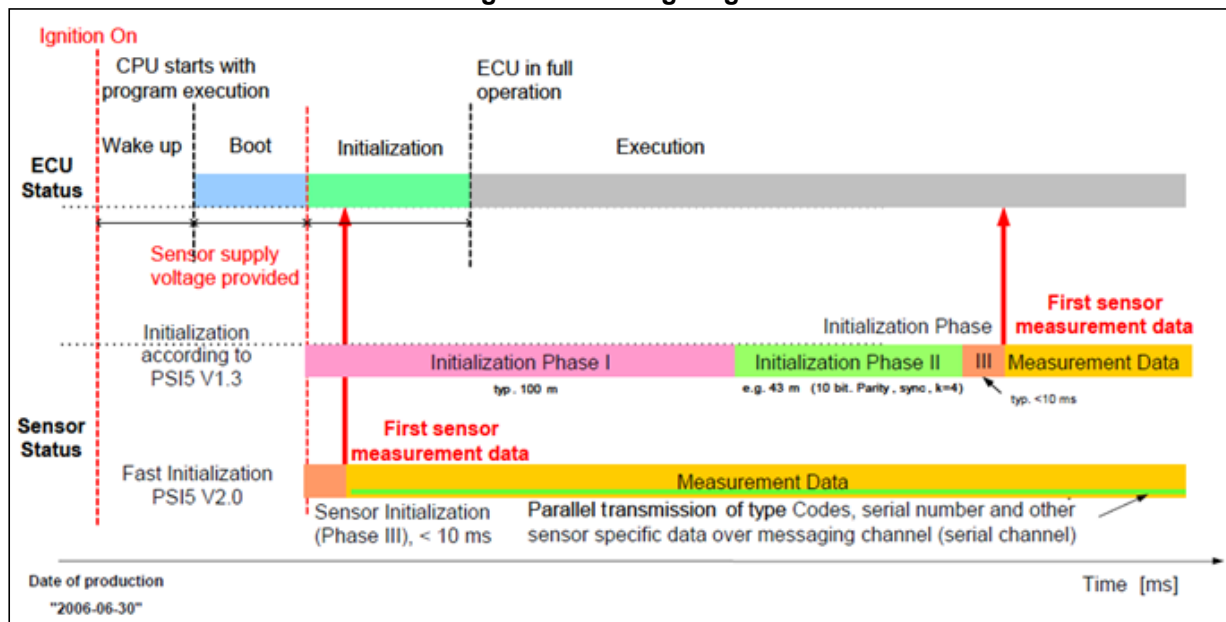 Ignition On
CPU starts with
program execution
ECU in full
operation
Wake up
Boot
Initialization
Execution
ECU
Status
Sensor supply
voltage provided
First sensor
measurement data
Initialization
according to
PSI5 V1.3
Initialization Phase
Initialization Phase I
Initialization Phase II
III
Measurement Data
typ. 100 m
e.g. 43 m (10 bit. Parity, sync, k=4)
typ. <10 ms
Sensor
Status
First sensor
measurement data
Fast Initialization
PSI5 V2.0
Measurement Data
Sensor Initialization
(Phase III), < 10 ms
Parallel transmission of type Codes, serial number and other
sensor specific data over messaging channel (serial channel)
Date of production
"2006-06-30"
Time [ms]